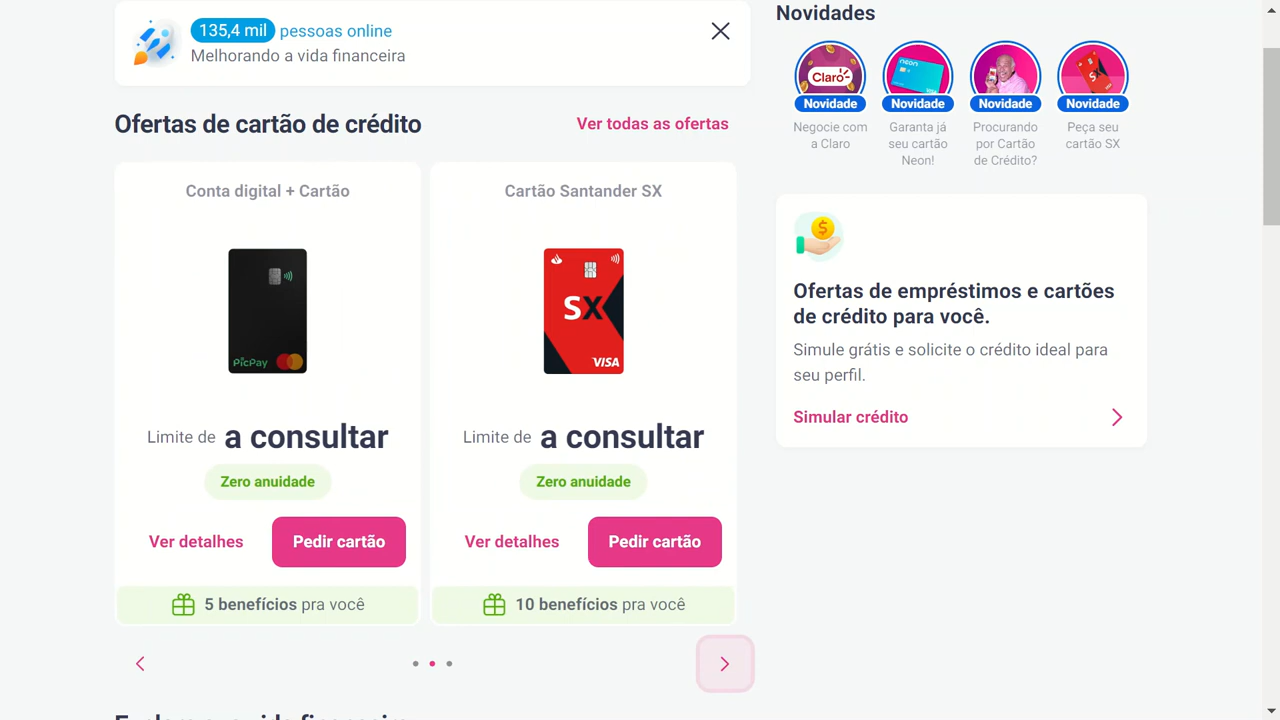 135,4 mil pessoas online
Melhorando a vida financeira
Ofertas de cartão de crédito
Ver todas as ofertas
Conta digital + Cartão
PicPay
Limite de a consultar
Zero anuidade
Ver detalhes
Pedir cartão
5 benefícios pra você
Cartão Santander SX
SX
VISA
Limite de a consultar
Zero anuidade
Ver detalhes
Pedir cartão
10 benefícios pra você
Novidades
Claro
Novidade
Negocie com
a Claro
neon
VISA
Novidade
Garanta já
seu cartão
Neon!
Novidade
Procurando
por Cartão
de Crédito?
SX
Novidade
Peça seu
cartão SX
$
Ofertas de empréstimos e cartões
de crédito para você.
Simule grátis e solicite o crédito ideal para
seu perfil.
Simular crédito